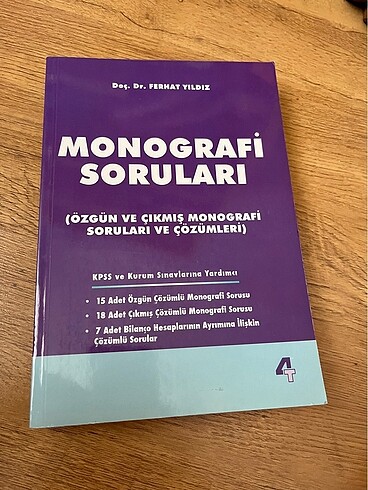 Doç. Dr. FERHAT YILDIZ
MONOGRAFİ
SORULARI
(ÖZGÜN VE ÇIKMIŞ MONOGRAFİ
SORULARI VE ÇÖZÜMLERİ)
KPSS ve Kurum Sınavlarına Yardımcı
• 15 Adet Özgün Çözümlü Monografi Sorusu
• 18 Adet Çıkmış Çözümlü Monografi Sorusu
• 7 Adet Bilanço Hesaplarının Ayrımına İlişkin
Çözümlü Sorular
4T